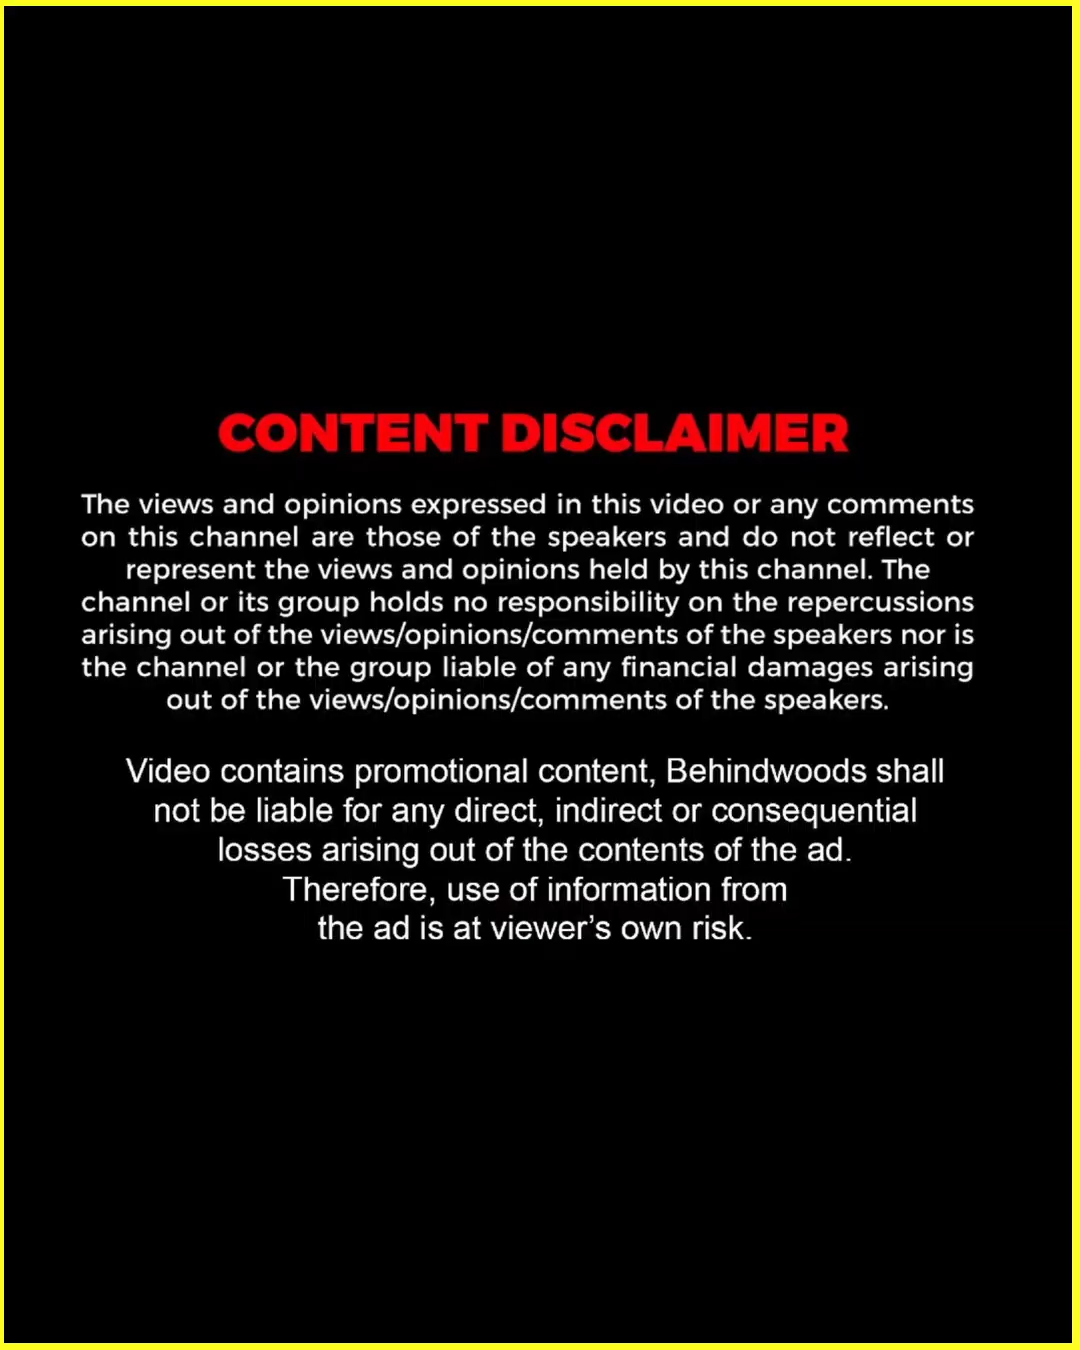 CONTENT DISCLAIMER
The views and opinions expressed in this video or any comments
on this channel are those of the speakers and do not reflect or
represent the views and opinions held by this channel. The
channel or its group holds no responsibility on the repercussions
arising out of the views/opinions/comments of the speakers nor is
the channel or the group liable of any financial damages arising
out of the views/opinions/comments of the speakers.
Video contains promotional content, Behindwoods shall
not be liable for any direct, indirect or consequential
losses arising out of the contents of the ad.
Therefore, use of information from
the ad is at viewer’s own risk.